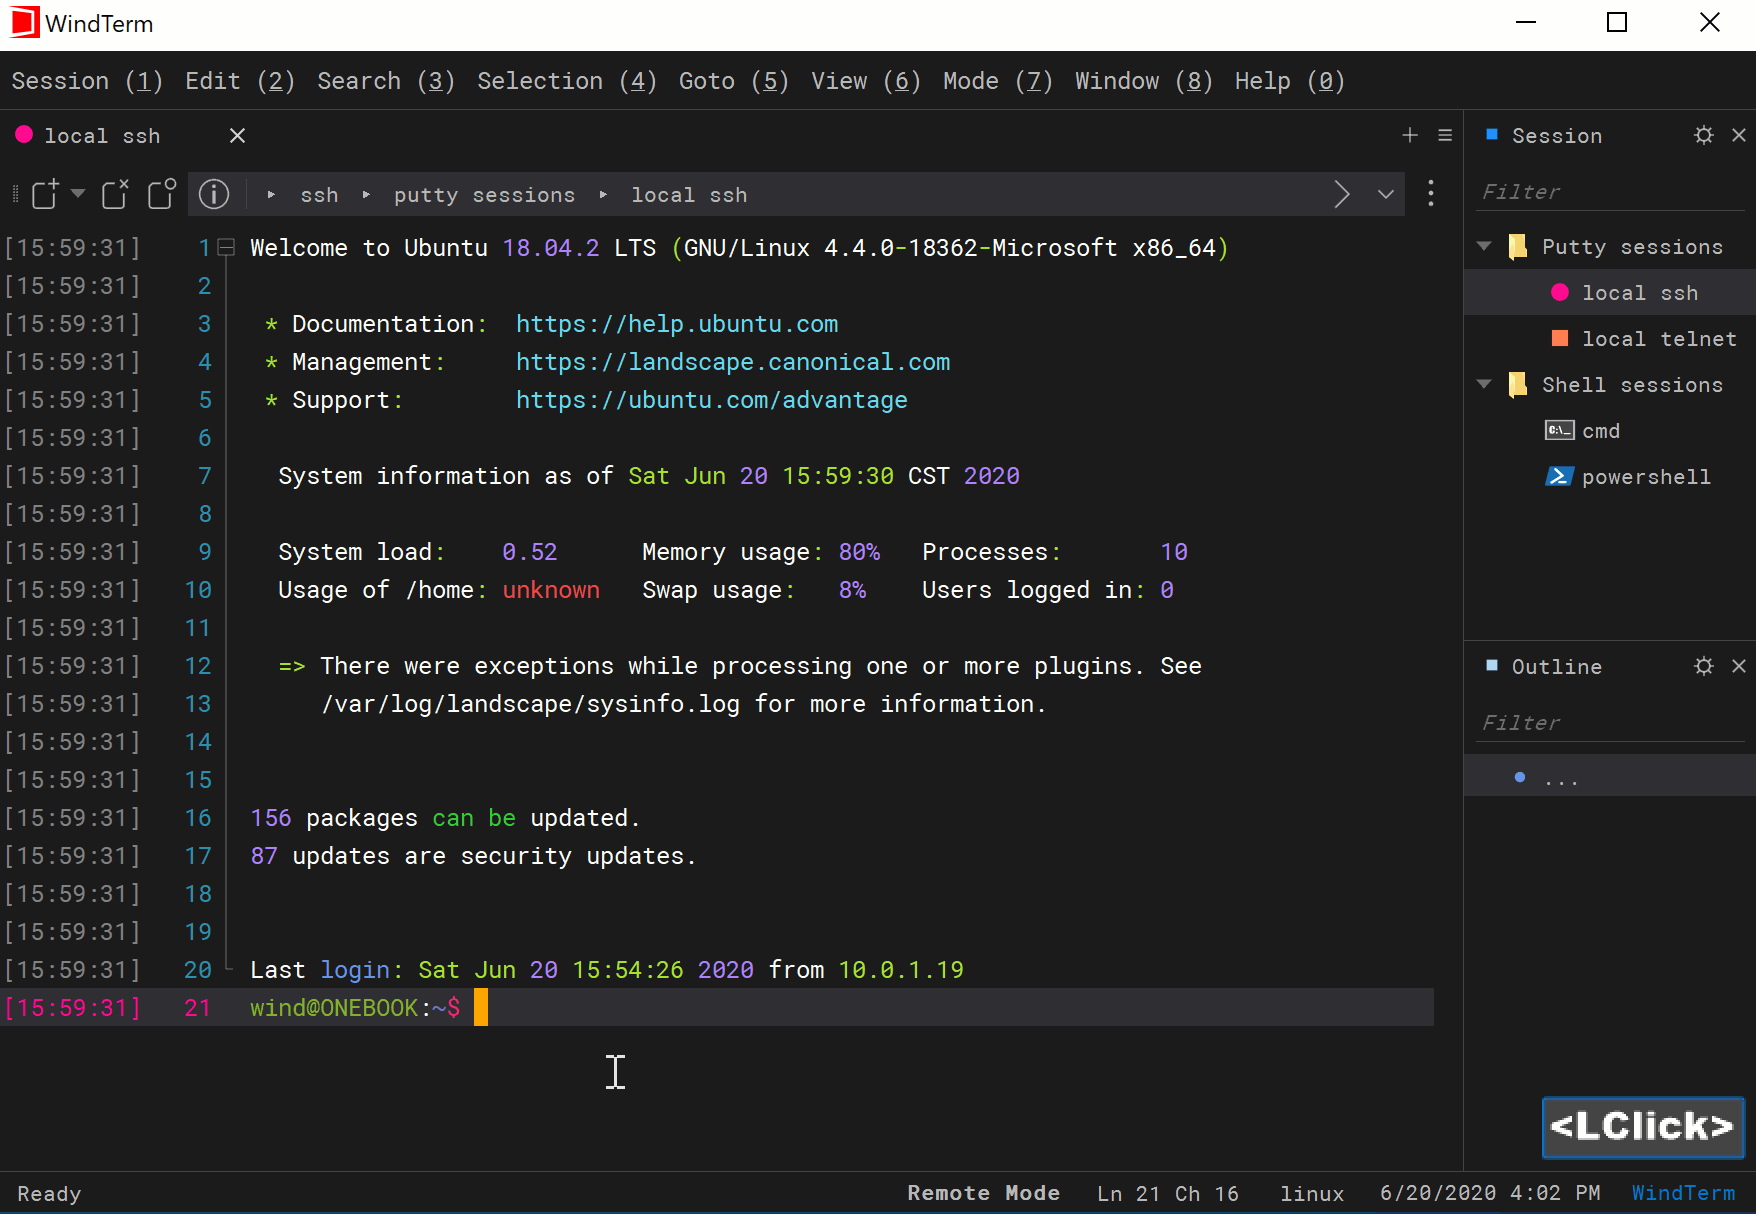 WindTerm
Session (1) Edit (2) Search (3) Selection (4) Goto (5) View (6) Mode (7) Window (8) Help (0)
local ssh
ssh putty sessions local ssh
[15:59:31] 1 Welcome to Ubuntu 18.04.2 LTS (GNU/Linux 4.4.0-18362-Microsoft x86_64)
[15:59:31] 2
[15:59:31] 3 * Documentation: https://help.ubuntu.com
[15:59:31] 4 * Management: https://landscape.canonical.com
[15:59:31] 5 * Support: https://ubuntu.com/advantage
[15:59:31] 6
[15:59:31] 7 System information as of Sat Jun 20 15:59:30 CST 2020
[15:59:31] 8
[15:59:31] 9 System load: 0.52 Memory usage: 80% Processes: 10
[15:59:31] 10 Usage of /home: unknown Swap usage: 8% Users logged in: 0
[15:59:31] 11
[15:59:31] 12 => There were exceptions while processing one or more plugins. See
[15:59:31] 13 /var/log/landscape/sysinfo.log for more information.
[15:59:31] 14
[15:59:31] 15
[15:59:31] 16 156 packages can be updated.
[15:59:31] 17 87 updates are security updates.
[15:59:31] 18
[15:59:31] 19
[15:59:31] 20 Last login: Sat Jun 20 15:54:26 2020 from 10.0.1.19
[15:59:31] 21 wind@ONEBOOK:~$
Session
Filter
Putty sessions
local ssh
local telnet
Shell sessions
C:\_ cmd
powershell
Outline
Filter
...
<LClick>
Ready Remote Mode Ln 21 Ch 16 linux 6/20/2020 4:02 PM WindTerm